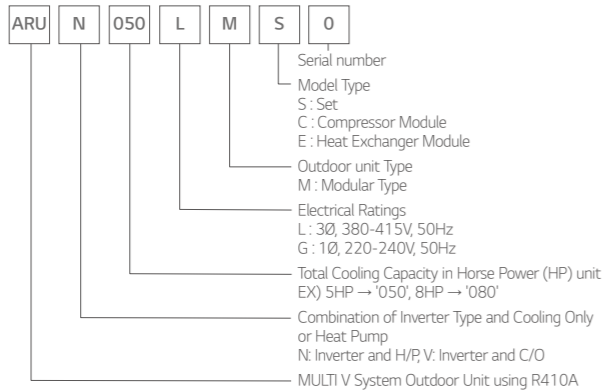 ARU N 050 L M S 0
Serial number
Model Type
S : Set
C : Compressor Module
E : Heat Exchanger Module
Outdoor unit Type
M : Modular Type
Electrical Ratings
L : 3Ø, 380-415V, 50Hz
G : 1Ø, 220-240V, 50Hz
Total Cooling Capacity in Horse Power (HP) unit
EX) 5HP → '050', 8HP → '080'
Combination of Inverter Type and Cooling Only
or Heat Pump
N: Inverter and H/P, V: Inverter and C/O
MULTI V System Outdoor Unit using R410A